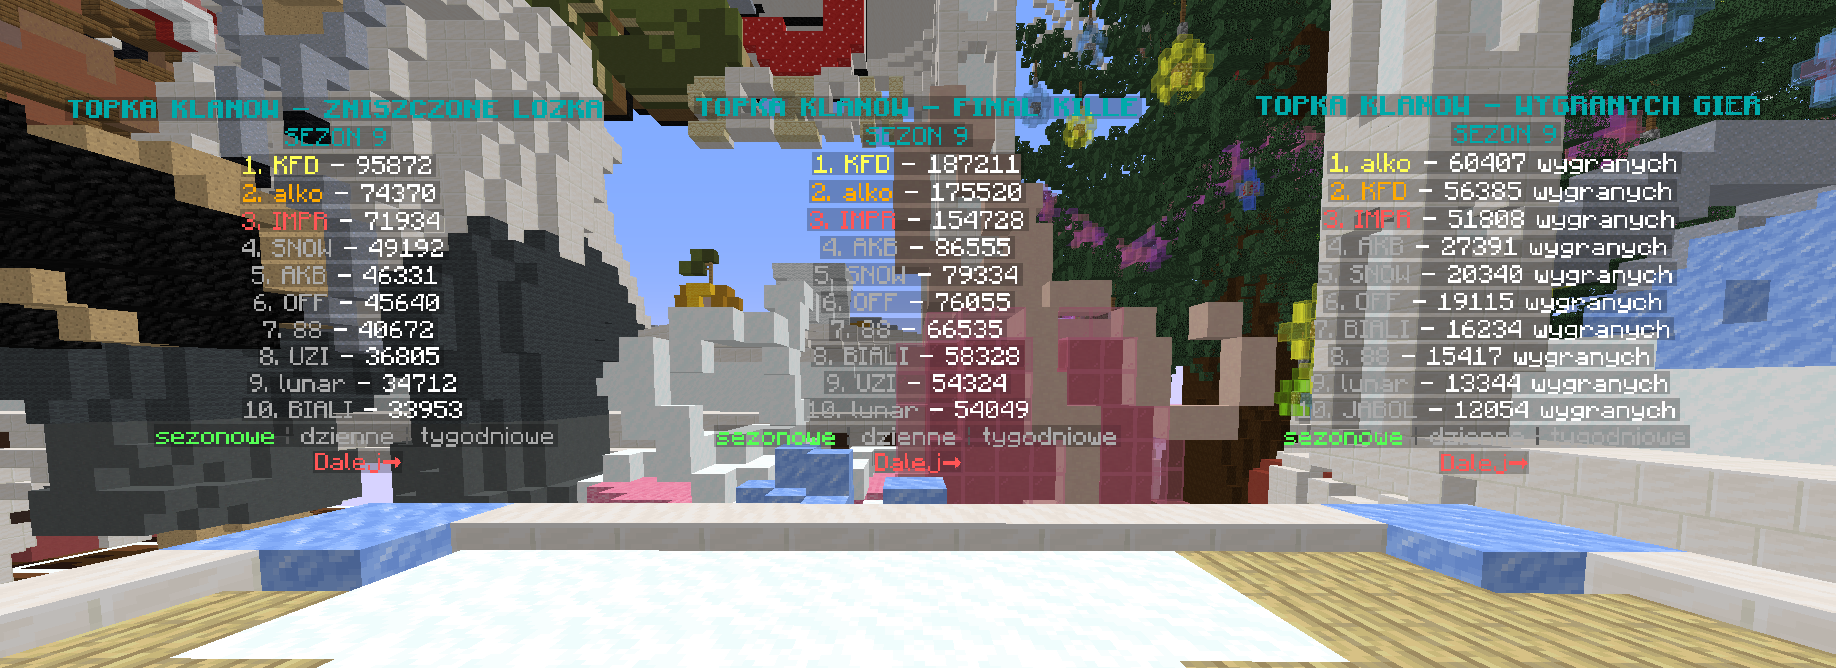 TOPKA KLANOW - ZNISZCZONE LOZKA
SEZON 9
1. KFD - 95872
2. alko - 74370
3. IMPR - 71934
4. SNOW - 49192
5. AKB - 46331
6. OFF - 45640
7. 88 - 40672
8. UZI - 36805
9. lunar - 34712
10. BIALI - 33953
sezonowe | dzienne | tygodniowe
Dalej→
TOPKA KLANOW - FINAL KILLE
SEZON 9
1. KFD - 187211
2. alko - 175520
3. IMPR - 154728
4. AKB - 86555
5. SNOW - 79334
6. OFF - 76055
7. 88 - 66535
8. BIALI - 58328
9. UZI - 54324
10. lunar - 54049
sezonowe | dzienne | tygodniowe
Dalej→
TOPKA KLANOW - WYGRANYCH GIER
SEZON 9
1. alko - 60407 wygranych
2. KFD - 56385 wygranych
3. IMPR - 51808 wygranych
4. AKB - 27391 wygranych
5. SNOW - 20340 wygranych
6. OFF - 19115 wygranych
7. BIALI - 16234 wygranych
8. 88 - 15417 wygranych
9. lunar - 13344 wygranych
10. JABOL - 12054 wygranych
sezonowe | dzienne | tygodniowe
Dalej→